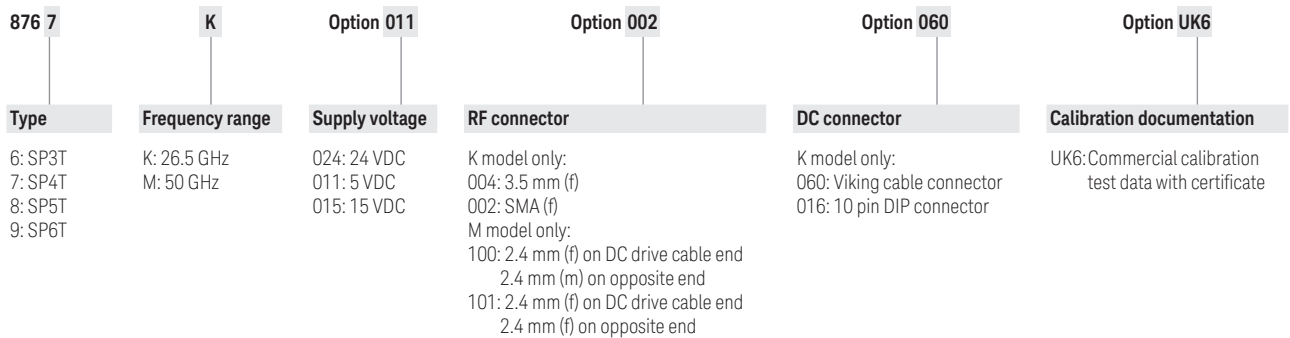 876 7
K
Option 011
Option 002
Option 060
Option UK6
Type
Frequency range
Supply voltage
RF connector
DC connector
Calibration documentation
6: SP3T
7: SP4T
8: SP5T
9: SP6T
K: 26.5 GHz
M: 50 GHz
024: 24 VDC
011: 5 VDC
015: 15 VDC
K model only:
004: 3.5 mm (f)
002: SMA (f)
M model only:
100: 2.4 mm (f) on DC drive cable end
2.4 mm (m) on opposite end
101: 2.4 mm (f) on DC drive cable end
2.4 mm (f) on opposite end
K model only:
060: Viking cable connector
016: 10 pin DIP connector
UK6: Commercial calibration
test data with certificate